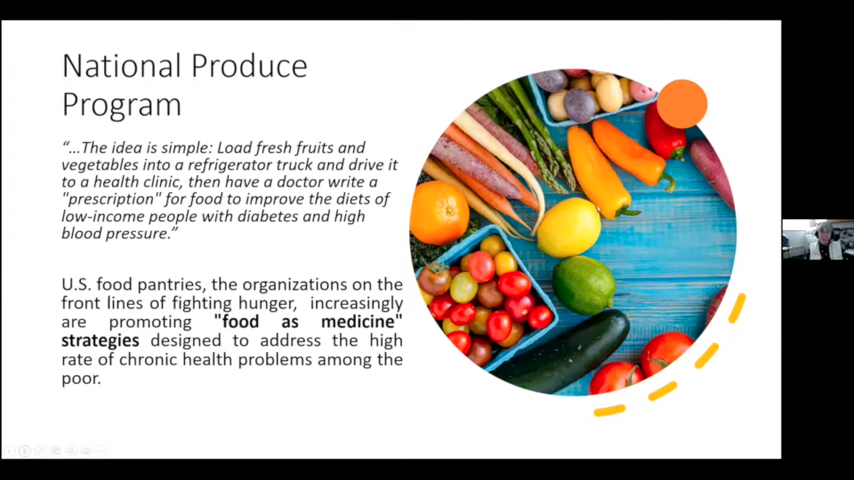 National Produce
Program
“...The idea is simple: Load fresh fruits and
vegetables into a refrigerator truck and drive it
to a health clinic, then have a doctor write a
"prescription" for food to improve the diets of
low-income people with diabetes and high
blood pressure.”
U.S. food pantries, the organizations on the
front lines of fighting hunger, increasingly
are promoting "food as medicine"
strategies designed to address the high
rate of chronic health problems among the
poor.